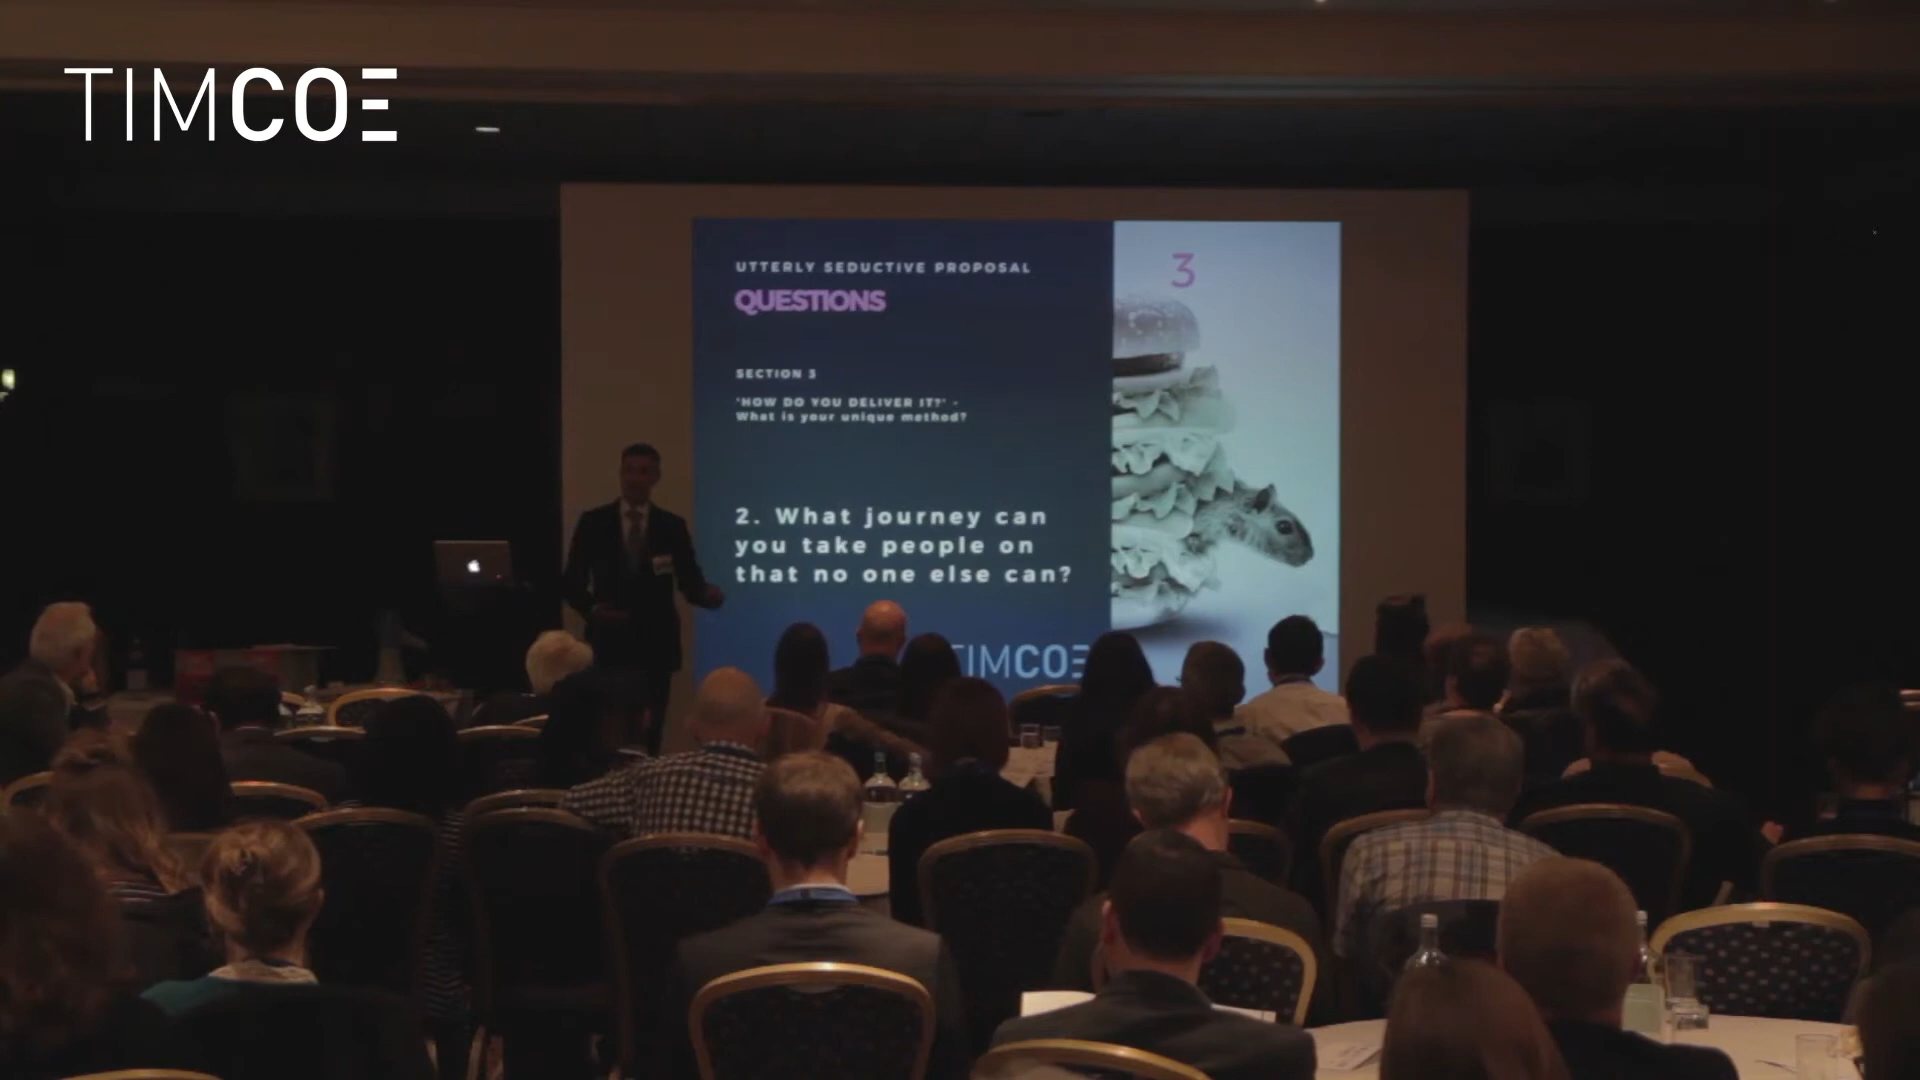 TIMCOE
UTTERLY SEDUCTIVE PROPOSAL
QUESTIONS
3
SECTION 3
'HOW DO YOU DELIVER IT?' -
What is your unique method?
2. What journey can
you take people on
that no one else can?
TIMCOE